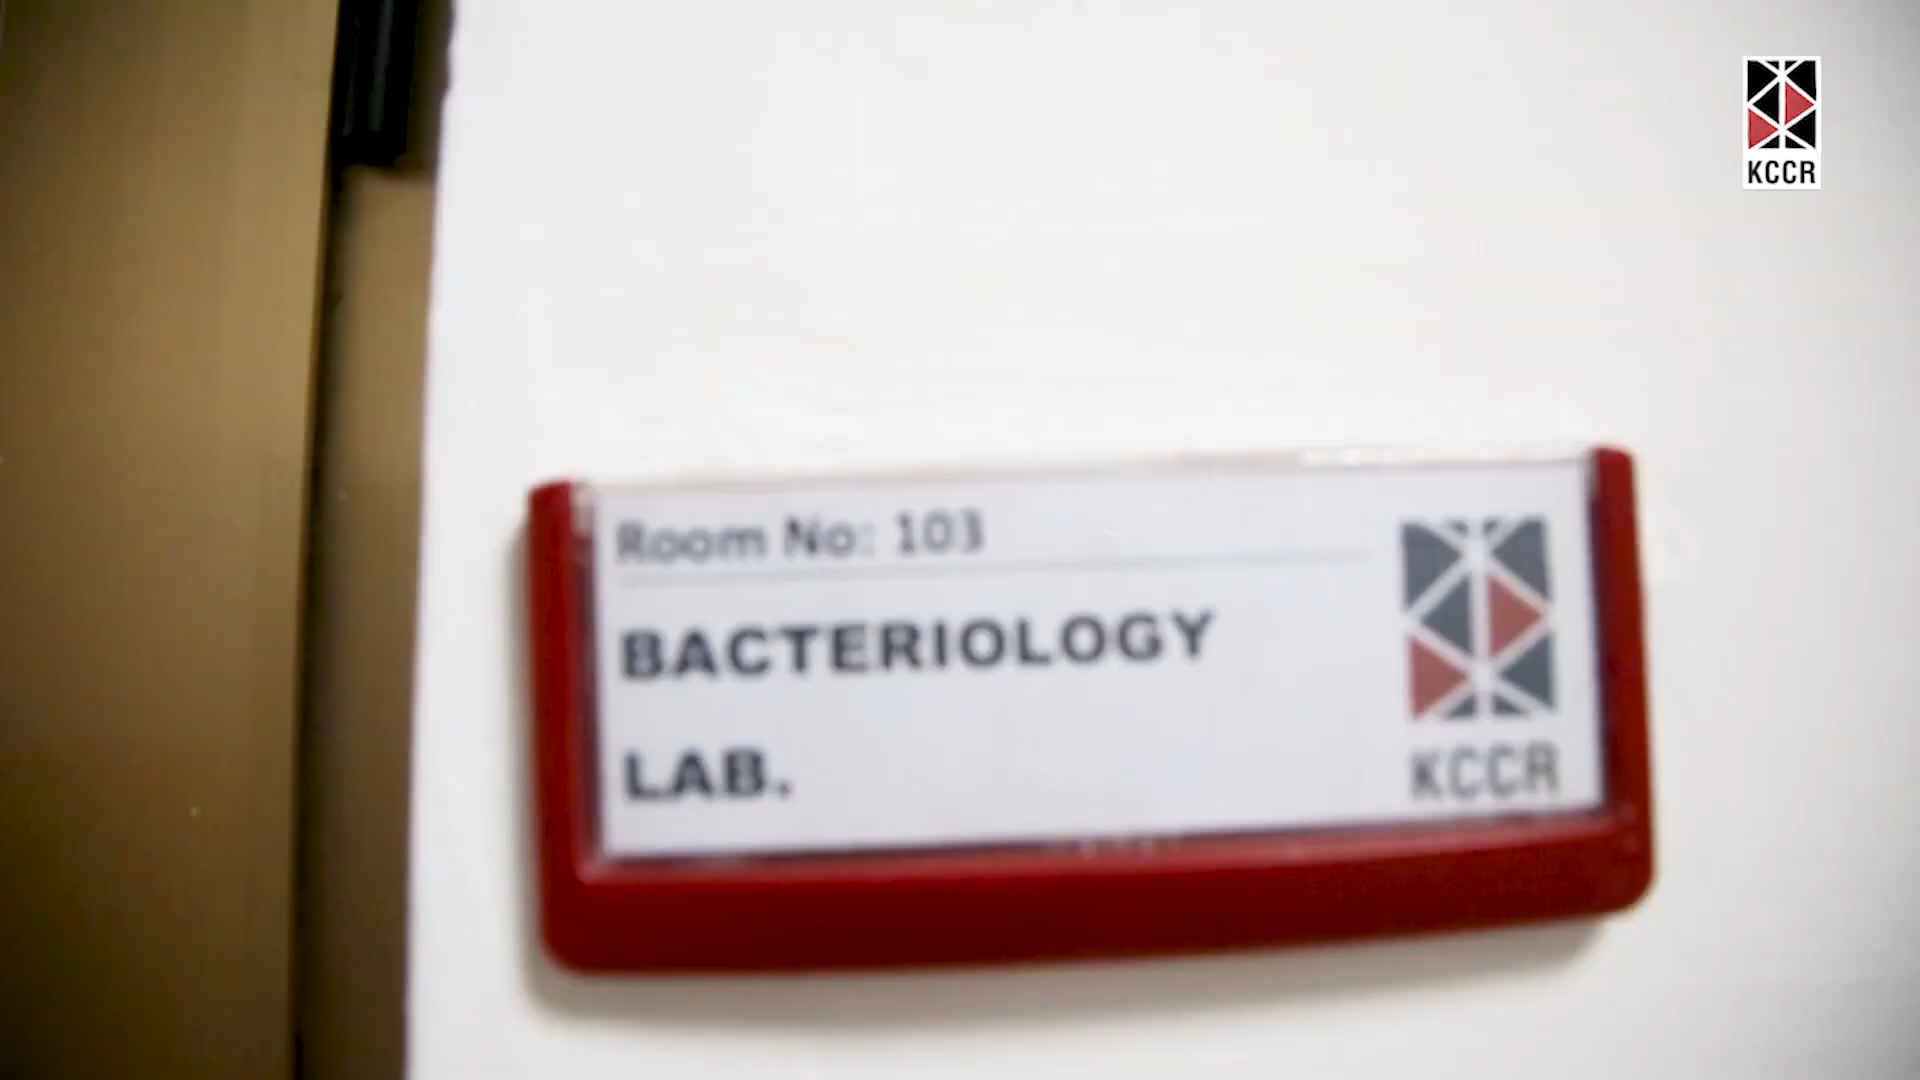 KCCR
Room No: 103
BACTERIOLOGY
LAB.
KCCR